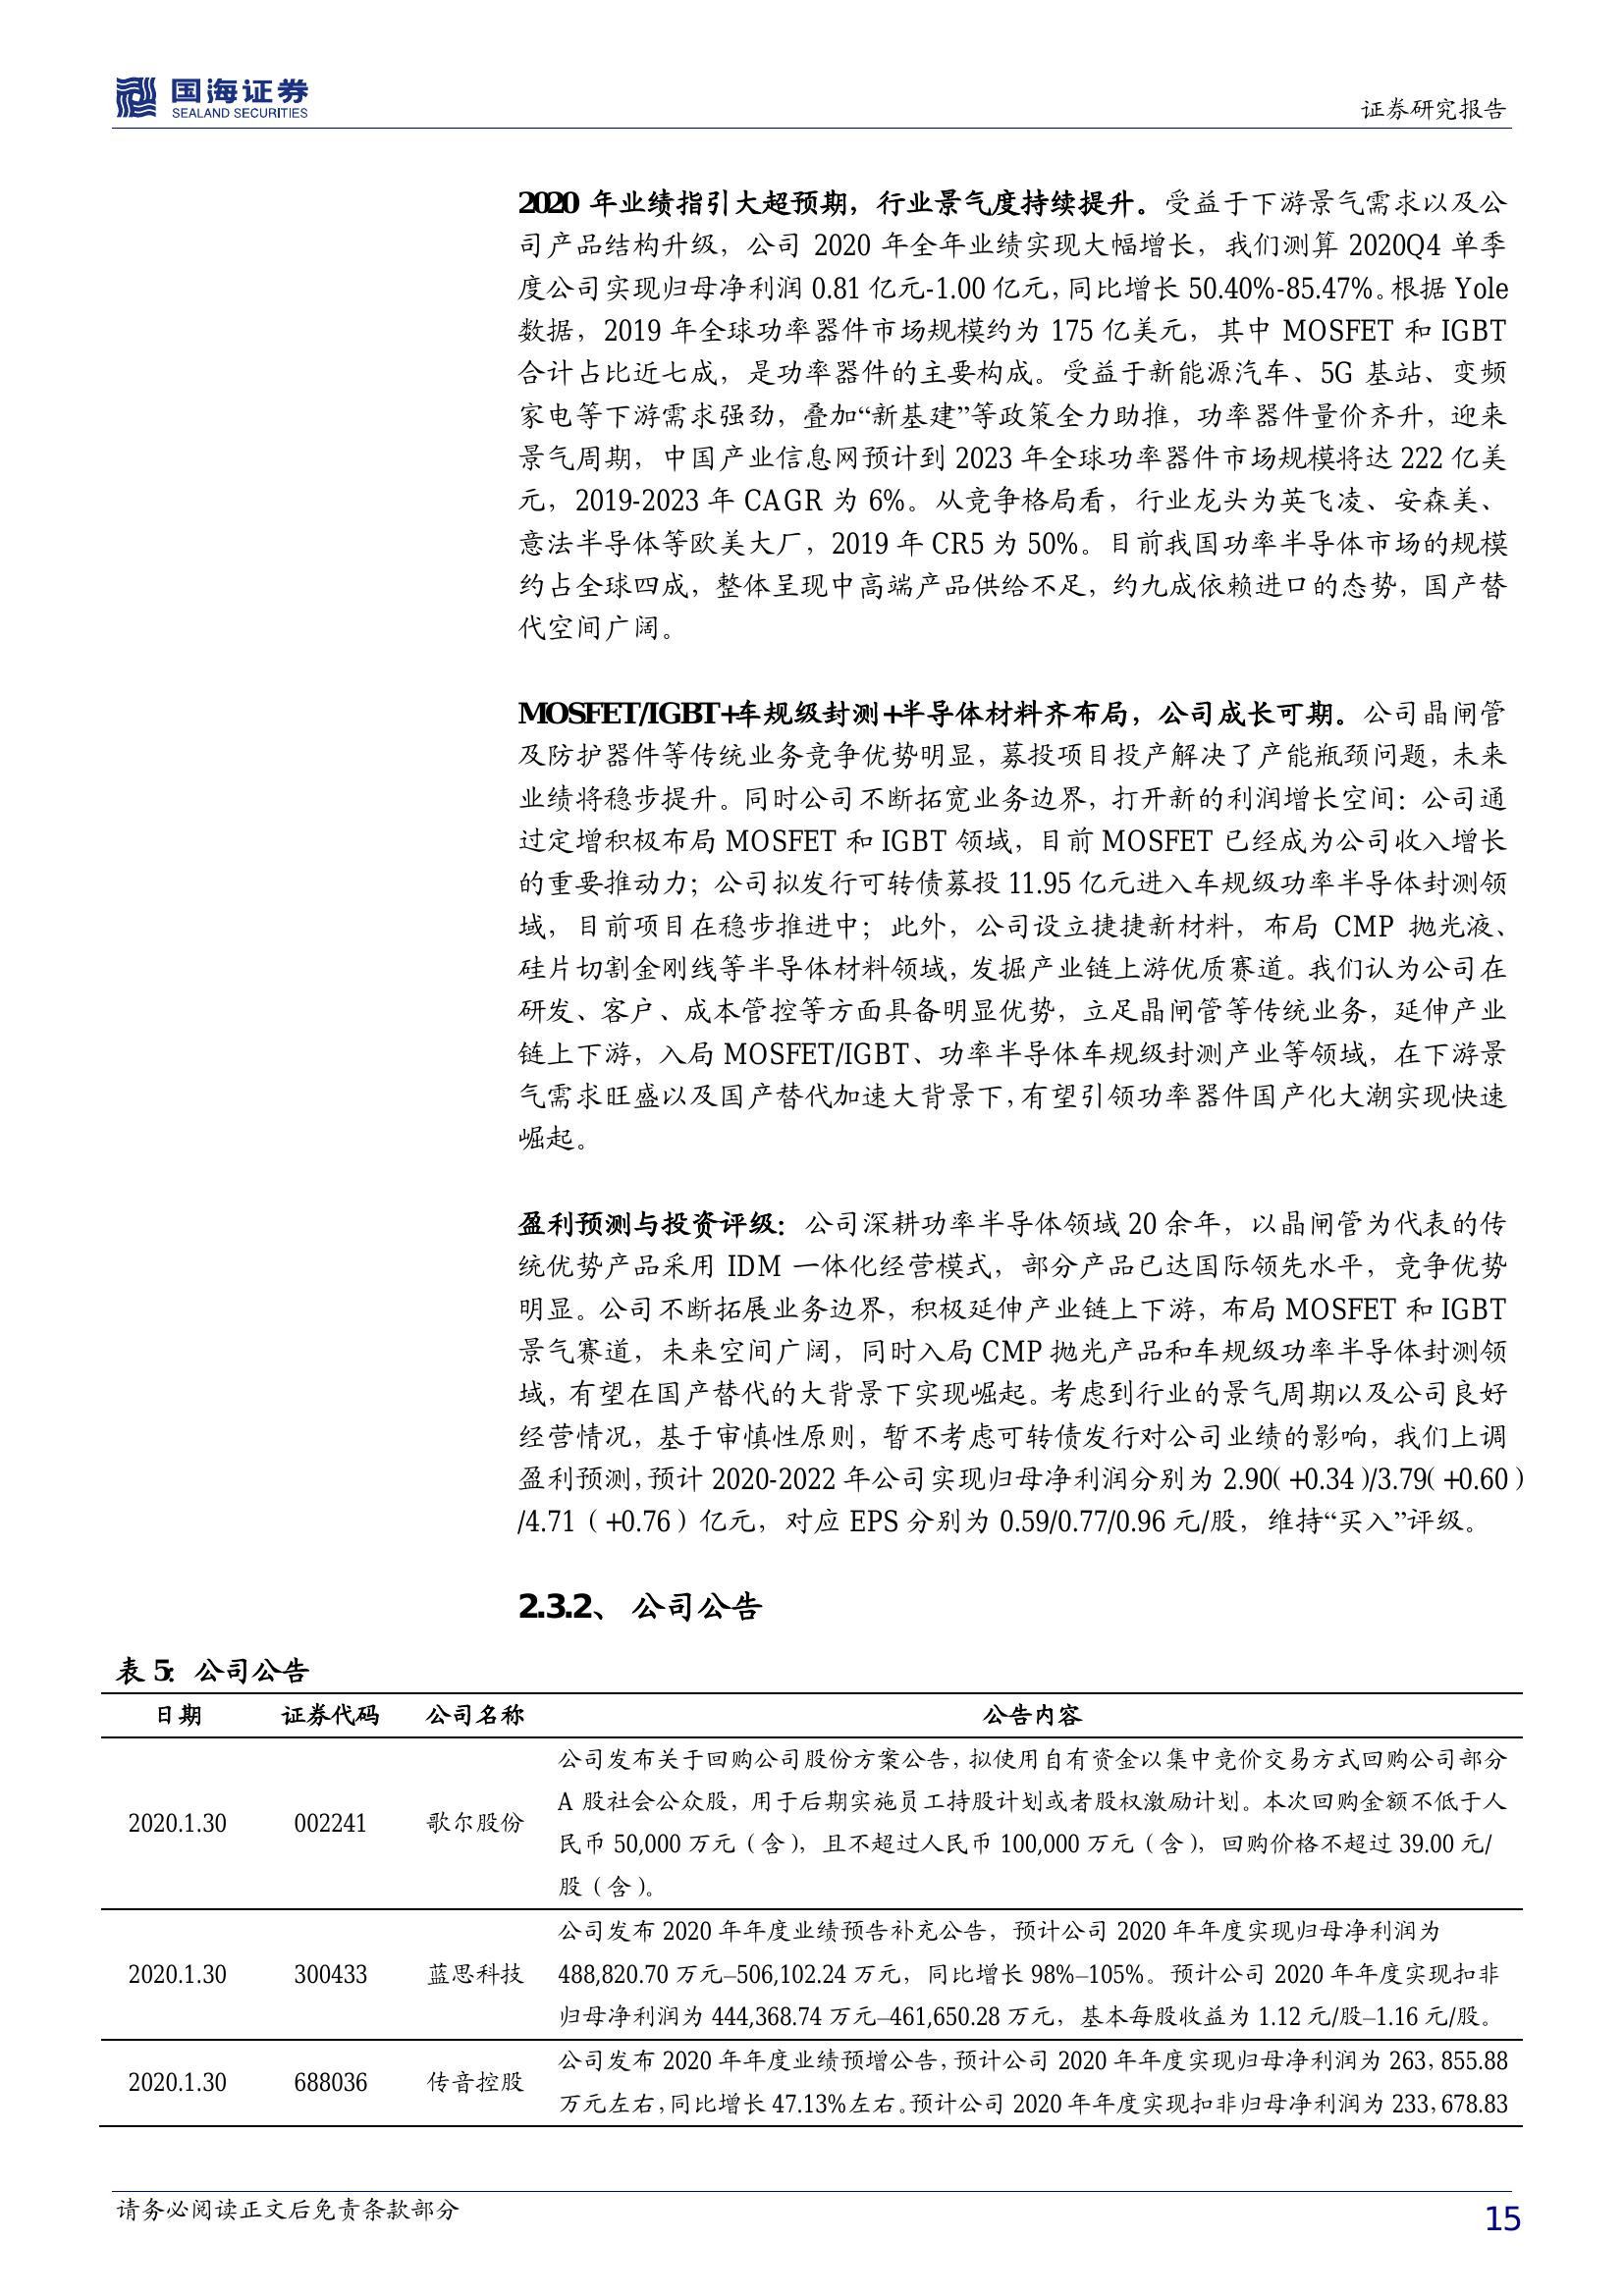 国海证券
SEALAND SECURITIES
证券研究报告
2020 年业绩指引大超预期，行业景气度持续提升。受益于下游景气需求以及公
司产品结构升级，公司 2020 年全年业绩实现大幅增长，我们测算 2020Q4 单季
度公司实现归母净利润 0.81 亿元-1.00 亿元，同比增长 50.40%-85.47%。根据 Yole
数据，2019 年全球功率器件市场规模约为 175 亿美元，其中 MOSFET 和 IGBT
合计占比近七成，是功率器件的主要构成。受益于新能源汽车、5G 基站、变频
家电等下游需求强劲，叠加“新基建”等政策全力助推，功率器件量价齐升，迎来
景气周期，中国产业信息网预计到 2023 年全球功率器件市场规模将达 222 亿美
元，2019-2023 年 CAGR 为 6%。从竞争格局看，行业龙头为英飞凌、安森美、
意法半导体等欧美大厂，2019 年 CR5 为 50%。目前我国功率半导体市场的规模
约占全球四成，整体呈现中高端产品供给不足，约九成依赖进口的态势，国产替
代空间广阔。
MOSFET/IGBT+车规级封测+半导体材料齐布局，公司成长可期。公司晶闸管
及防护器件等传统业务竞争优势明显，募投项目投产解决了产能瓶颈问题，未来
业绩将稳步提升。同时公司不断拓宽业务边界，打开新的利润增长空间：公司通
过定增积极布局 MOSFET 和 IGBT 领域，目前 MOSFET 已经成为公司收入增长
的重要推动力；公司拟发行可转债募投 11.95 亿元进入车规级功率半导体封测领
域，目前项目在稳步推进中；此外，公司设立捷捷新材料，布局 CMP 抛光液、
硅片切割金刚线等半导体材料领域，发掘产业链上游优质赛道。我们认为公司在
研发、客户、成本管控等方面具备明显优势，立足晶闸管等传统业务，延伸产业
链上下游，入局 MOSFET/IGBT、功率半导体车规级封测产业等领域，在下游景
气需求旺盛以及国产替代加速大背景下，有望引领功率器件国产化大潮实现快速
崛起。
盈利预测与投资评级：公司深耕功率半导体领域 20 余年，以晶闸管为代表的传
统优势产品采用 IDM 一体化经营模式，部分产品已达国际领先水平，竞争优势
明显。公司不断拓展业务边界，积极延伸产业链上下游，布局 MOSFET 和 IGBT
景气赛道，未来空间广阔，同时入局 CMP 抛光产品和车规级功率半导体封测领
域，有望在国产替代的大背景下实现崛起。考虑到行业的景气周期以及公司良好
经营情况，基于审慎性原则，暂不考虑可转债发行对公司业绩的影响，我们上调
盈利预测，预计 2020-2022 年公司实现归母净利润分别为 2.90（+0.34）/3.79（+0.60）
/4.71（+0.76）亿元，对应 EPS 分别为 0.59/0.77/0.96 元/股，维持“买入”评级。
2.3.2、 公司公告
表 5：公司公告
日期 证券代码 公司名称 公告内容
公司发布关于回购公司股份方案公告，拟使用自有资金以集中竞价交易方式回购公司部分
A 股社会公众股，用于后期实施员工持股计划或者股权激励计划。本次回购金额不低于人
2020.1.30 002241 歌尔股份
民币 50,000 万元（含），且不超过人民币 100,000 万元（含），回购价格不超过 39.00 元/
股（含）。
公司发布 2020 年年度业绩预告补充公告，预计公司 2020 年年度实现归母净利润为
2020.1.30 300433 蓝思科技 488,820.70 万元–506,102.24 万元，同比增长 98%–105%。预计公司 2020 年年度实现扣非
归母净利润为 444,368.74 万元–461,650.28 万元，基本每股收益为 1.12 元/股–1.16 元/股。
公司发布 2020 年年度业绩预增公告，预计公司 2020 年年度实现归母净利润为 263，855.88
2020.1.30 688036 传音控股
万元左右，同比增长 47.13%左右。预计公司 2020 年年度实现扣非归母净利润为 233，678.83
请务必阅读正文后免责条款部分
15